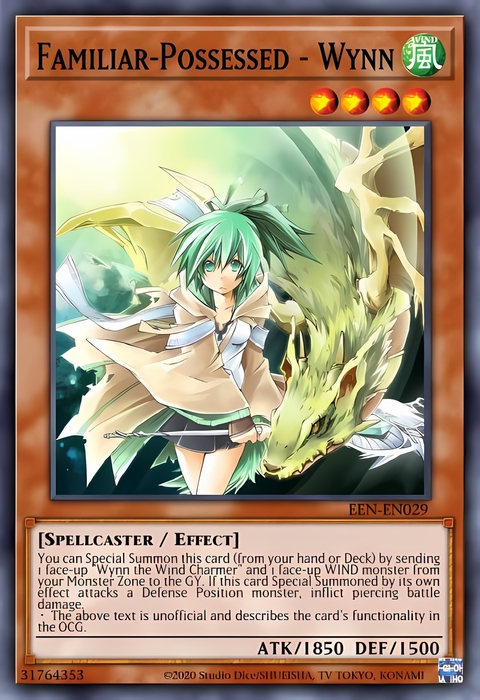 Familiar-Possessed - Wynn
WIND
風
EEN-EN029
[Spellcaster / Effect]
You can Special Summon this card (from your hand or Deck) by sending
1 face-up "Wynn the Wind Charmer" and 1 face-up WIND monster from
your Monster Zone to the GY. If this card Special Summoned by its own
effect attacks a Defense Position monster, inflict piercing battle
damage.
- The above text is unofficial and describes the card's functionality in
the OCG.
ATK/1850 DEF/1500
31764353
©2020 Studio Dice/SHUEISHA, TV TOKYO, KONAMI